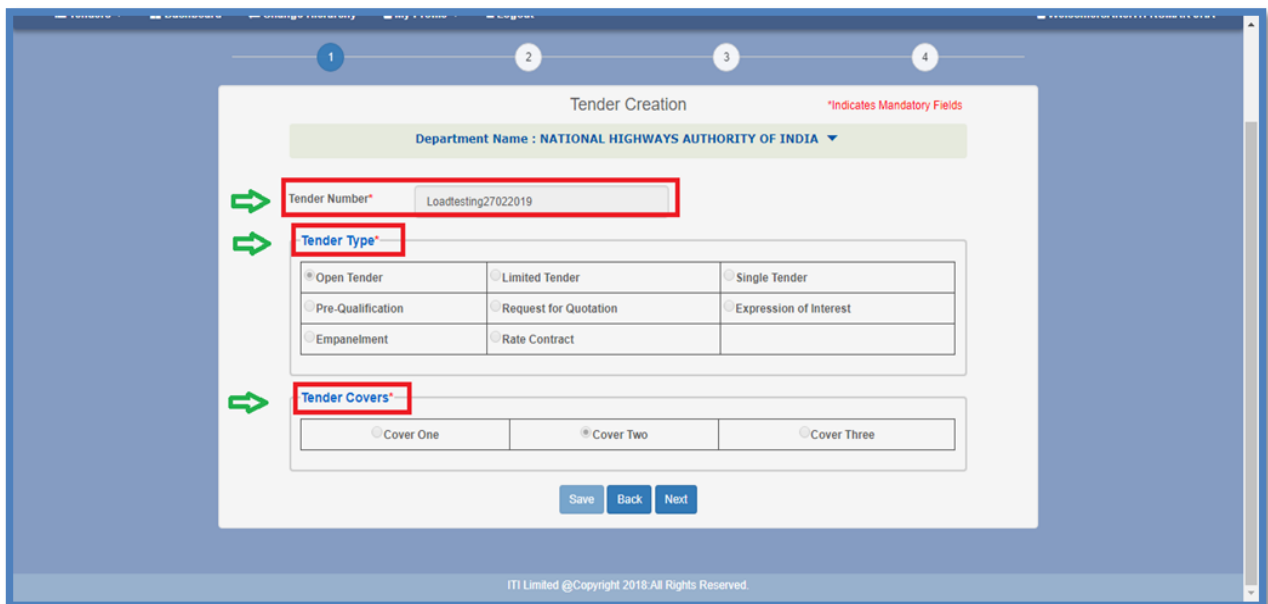 1 2 3 4
Tender Creation *Indicates Mandatory Fields
Department Name : NATIONAL HIGHWAYS AUTHORITY OF INDIA
Tender Number* Loadtesting27022019
Tender Type*
Open Tender Limited Tender Single Tender
Pre-Qualification Request for Quotation Expression of Interest
Empanelment Rate Contract
Tender Covers*
Cover One Cover Two Cover Three
Save Back Next
ITI Limited @Copyright 2018:All Rights Reserved.